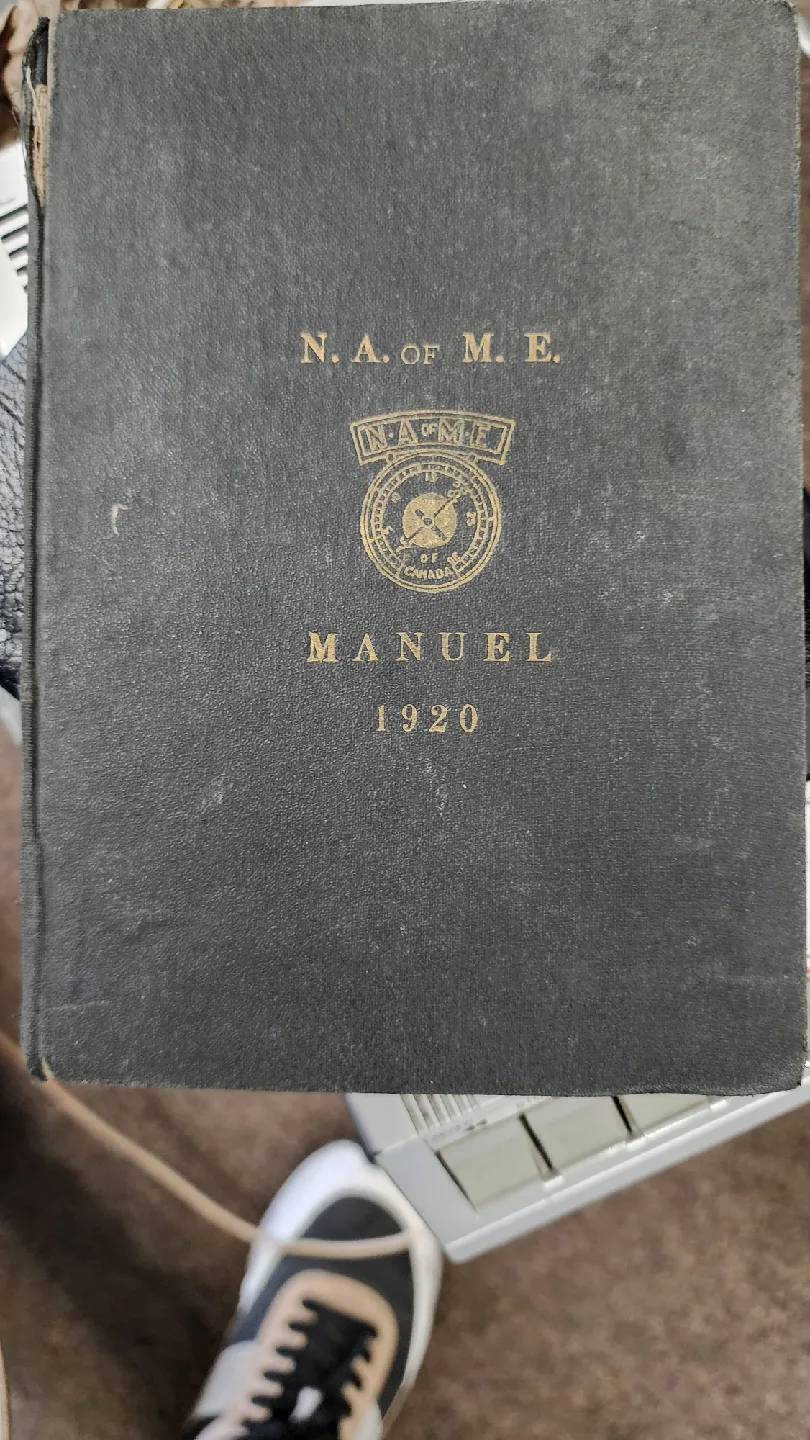 N. A. OF M. E.
N·A·OF·M·E
OF
CANADA
MANUEL
1920